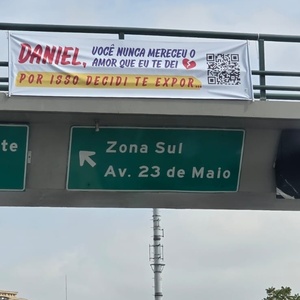 DANIEL, VOCÊ NUNCA MERECEU O
AMOR QUE EU TE DEI
POR ISSO DECIDI TE EXPOR...
te
Zona Sul
Av. 23 de Maio